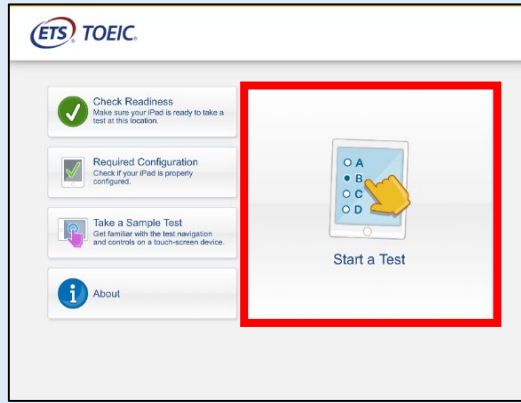 ETS TOEIC.
Check Readiness
Make sure your iPad is ready to take a
test at this location.
Required Configuration
Check if your iPad is properly
configured.
Take a Sample Test
Get familiar with the test navigation
and controls on a touch-screen device.
i About
A
B
C
D
Start a Test